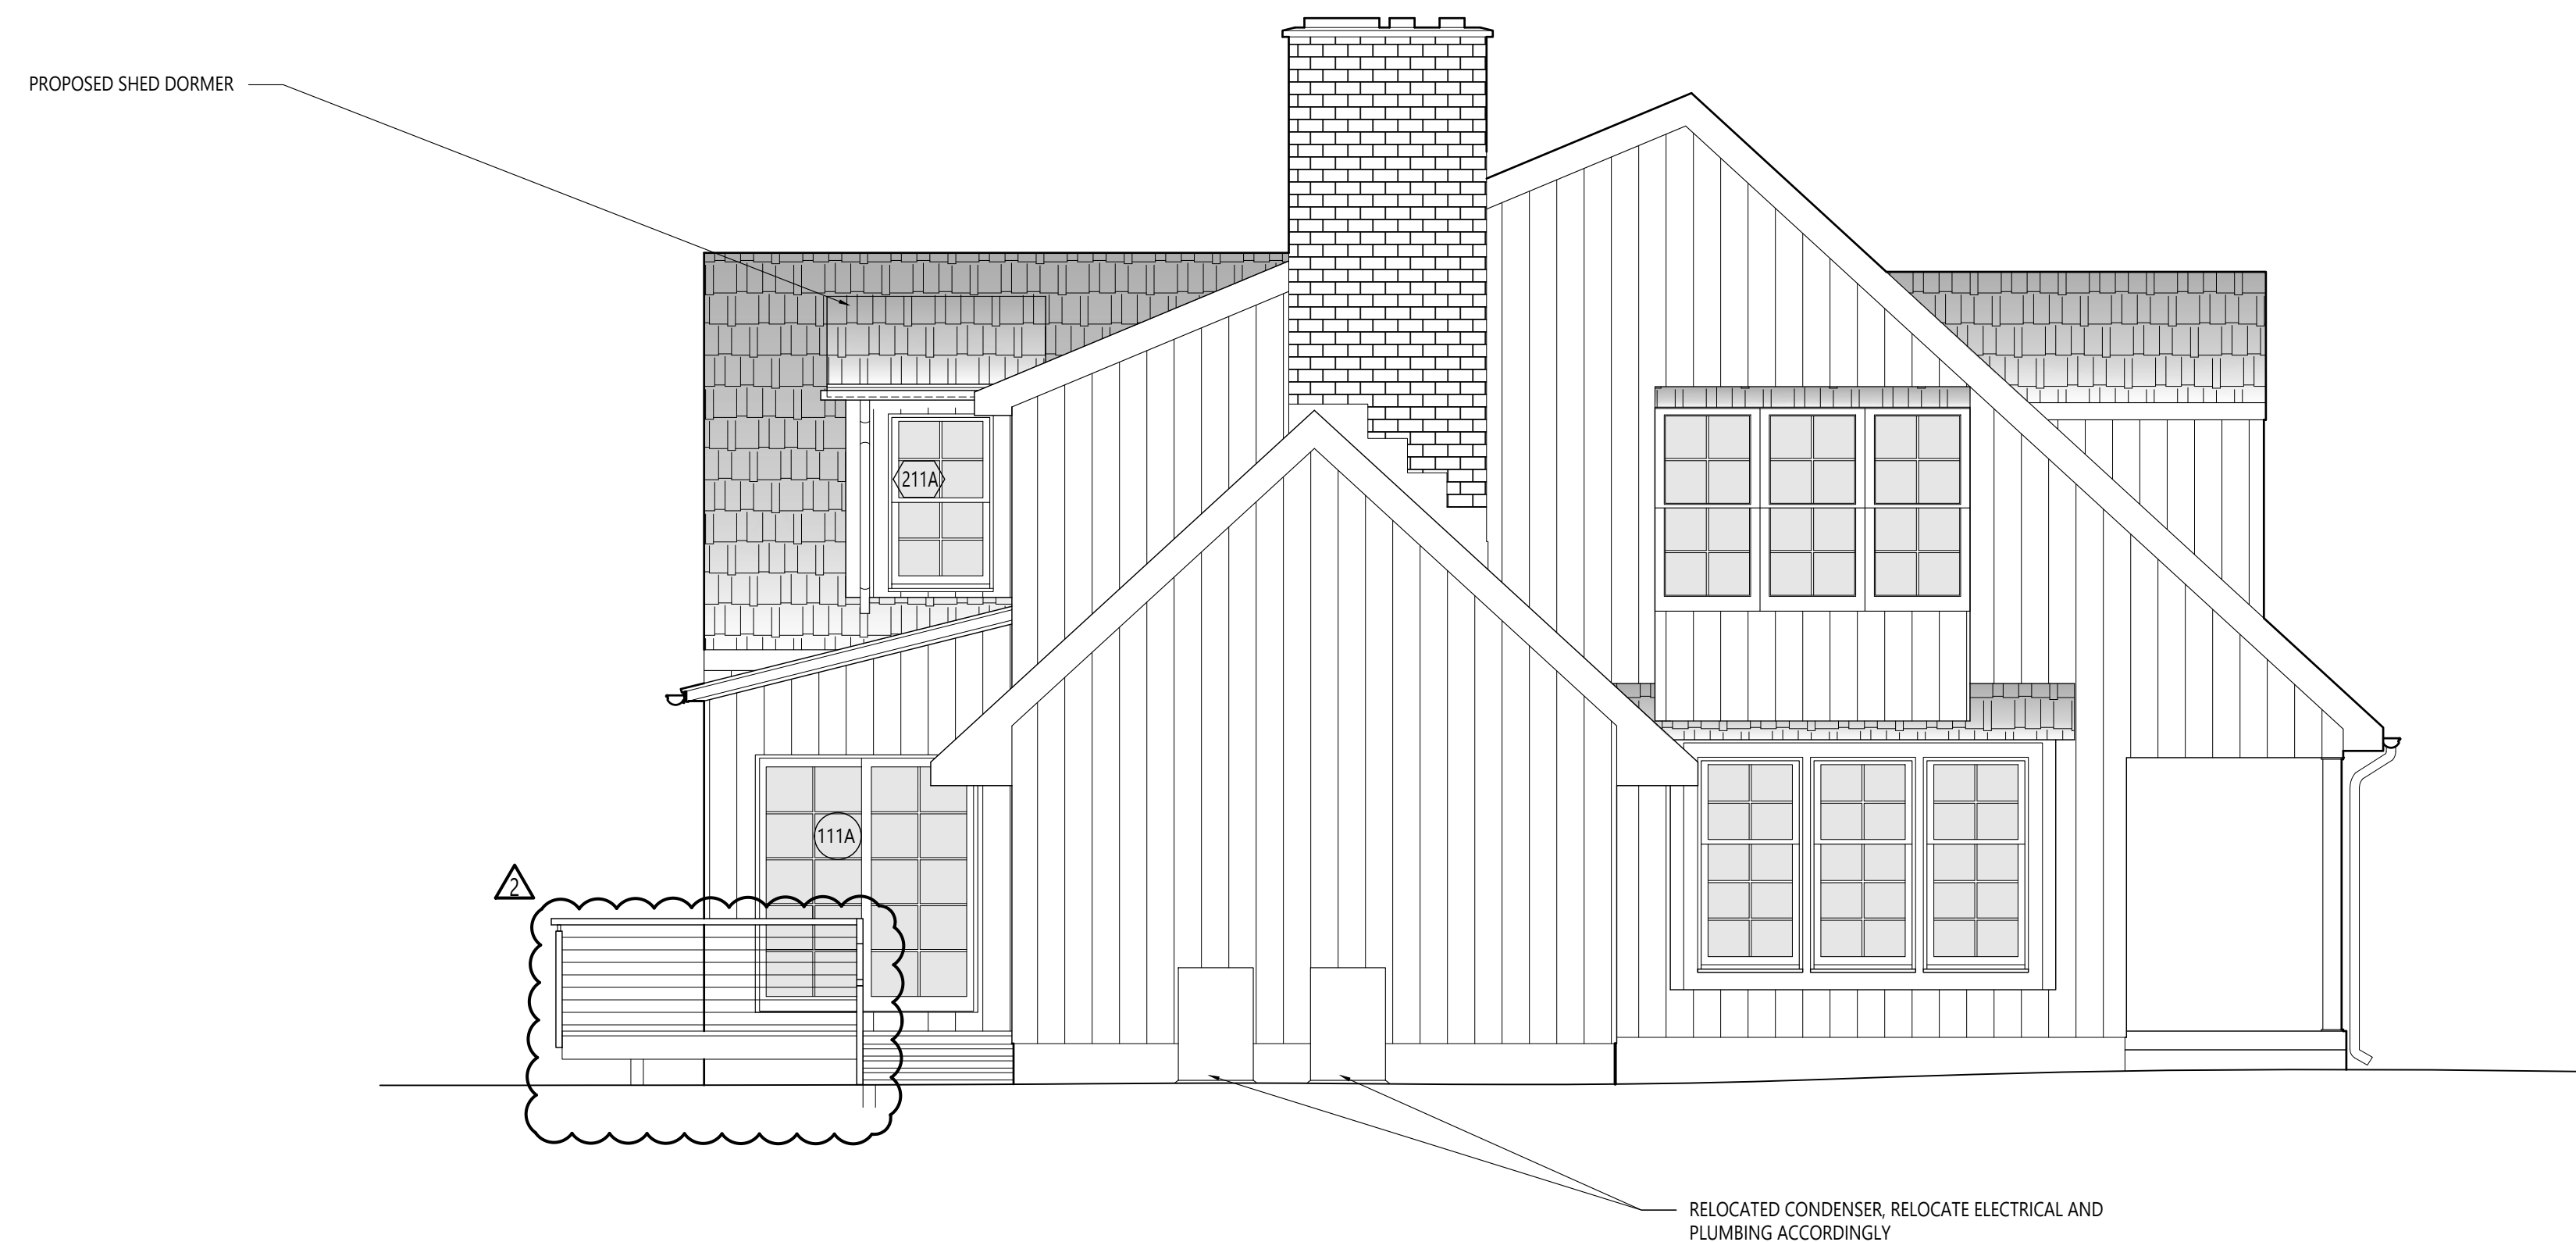 PROPOSED SHED DORMER
211A
111A
2
RELOCATED CONDENSER, RELOCATE ELECTRICAL AND
PLUMBING ACCORDINGLY